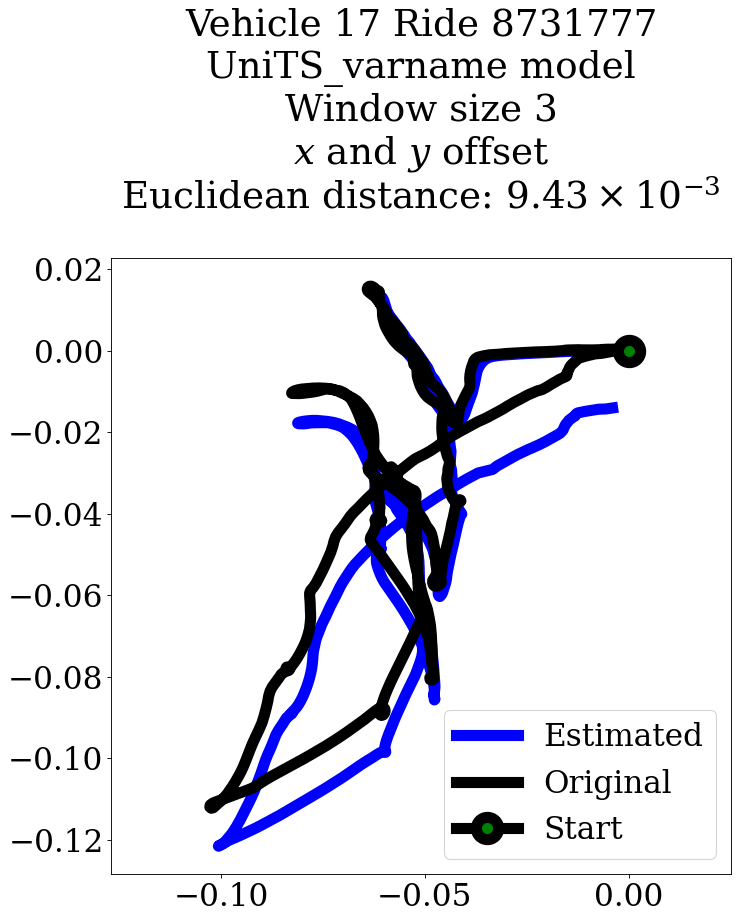 Vehicle 17 Ride 8731777
UniTS_varname model
Window size 3
x and y offset
Euclidean distance: 9.43 × 10⁻³
0.02
0.00
−0.02
−0.04
−0.06
−0.08
−0.10
−0.12
Estimated
Original
Start
−0.10 −0.05 0.00